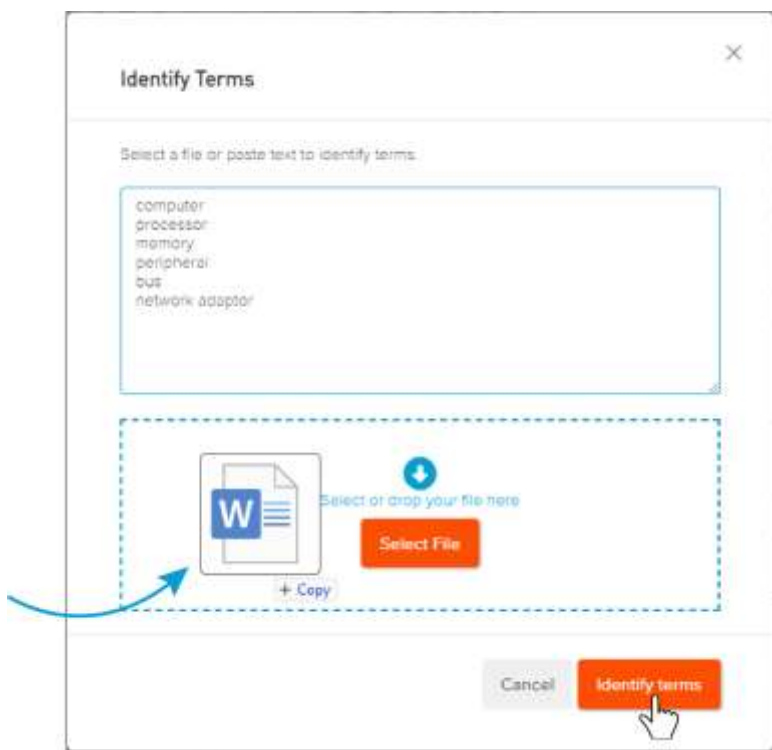 Identify Terms
Select a file or paste text to identify terms.
computer
processor
memory
peripheral
bus
network adaptor
W
Select or drop your file here
Select File
+ Copy
Cancel
Identify terms